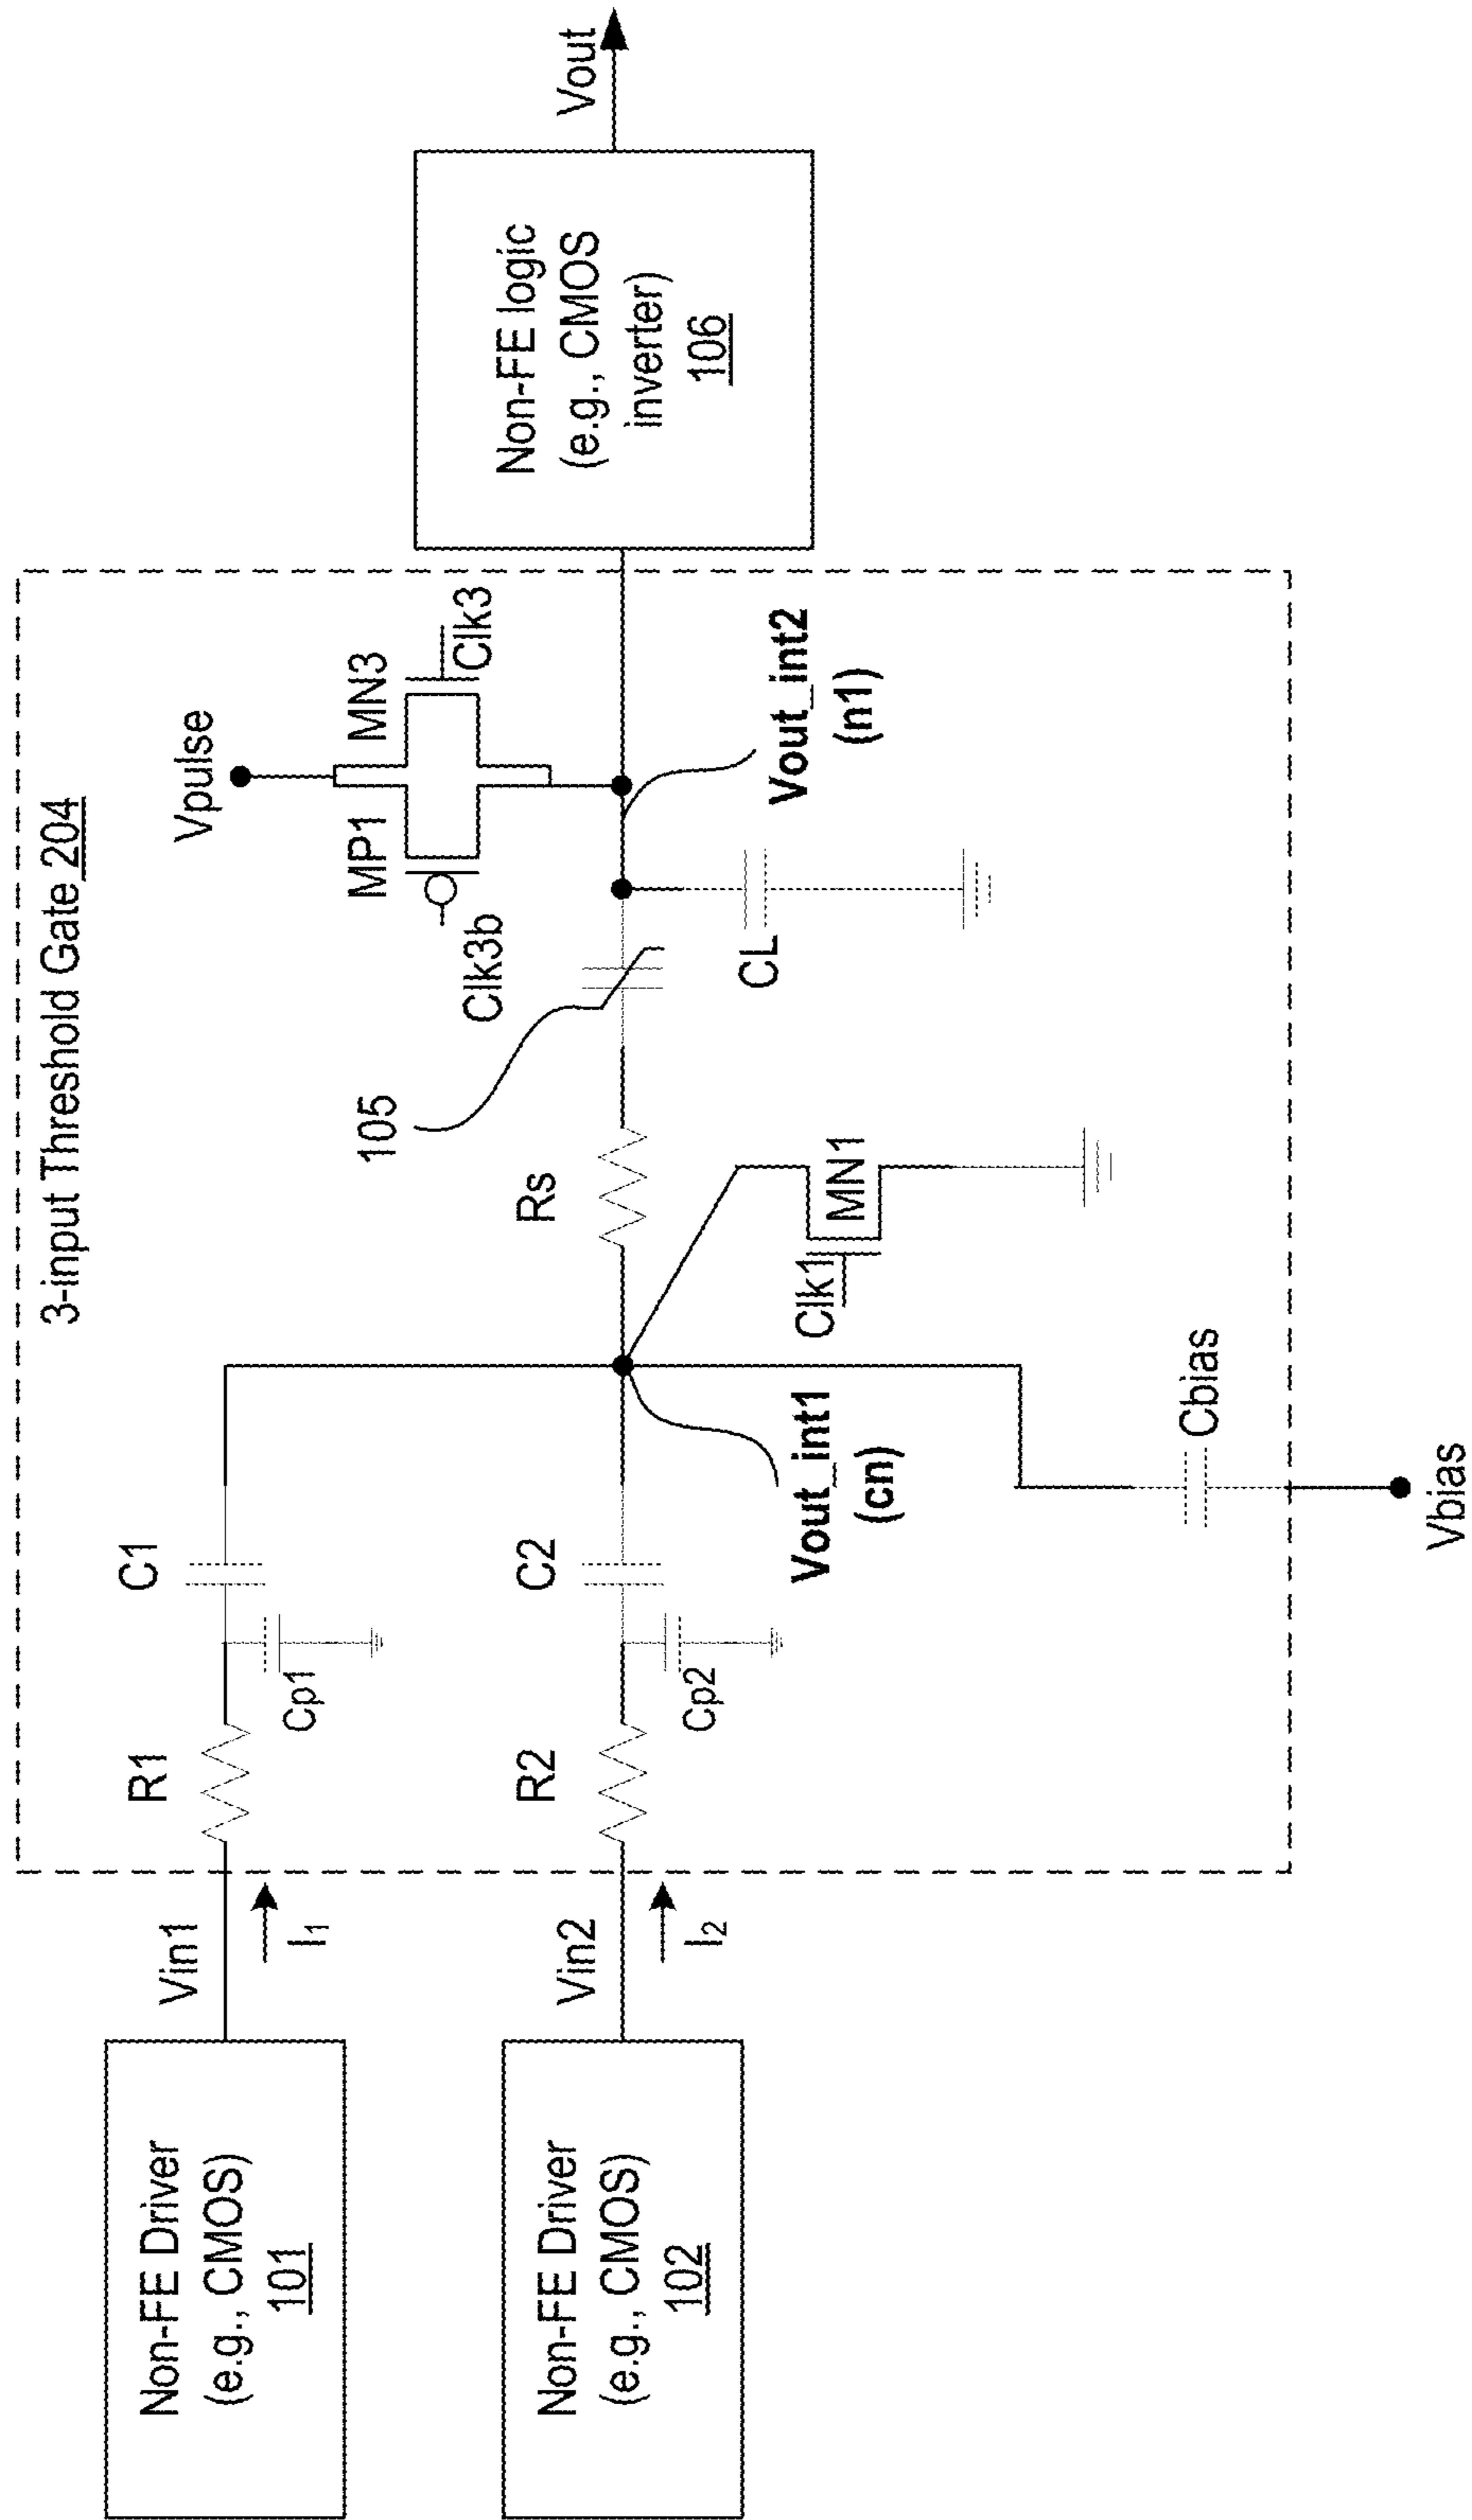 3-input Threshold Gate 204
Non-FE Driver
(e.g., CMOS)
101
Vin1
I1
R1
Cp1
C1
Non-FE Driver
(e.g., CMOS)
102
Vin2
I2
R2
Cp2
C2
Vout_int1
(cn)
Cbias
Vbias
Clk1
MN1
Rs
105
CL
Vpulse
MP1
MN3
Clk3b
Clk3
Vout_int2
(n1)
Non-FE logic
(e.g., CMOS
inverter)
106
Vout